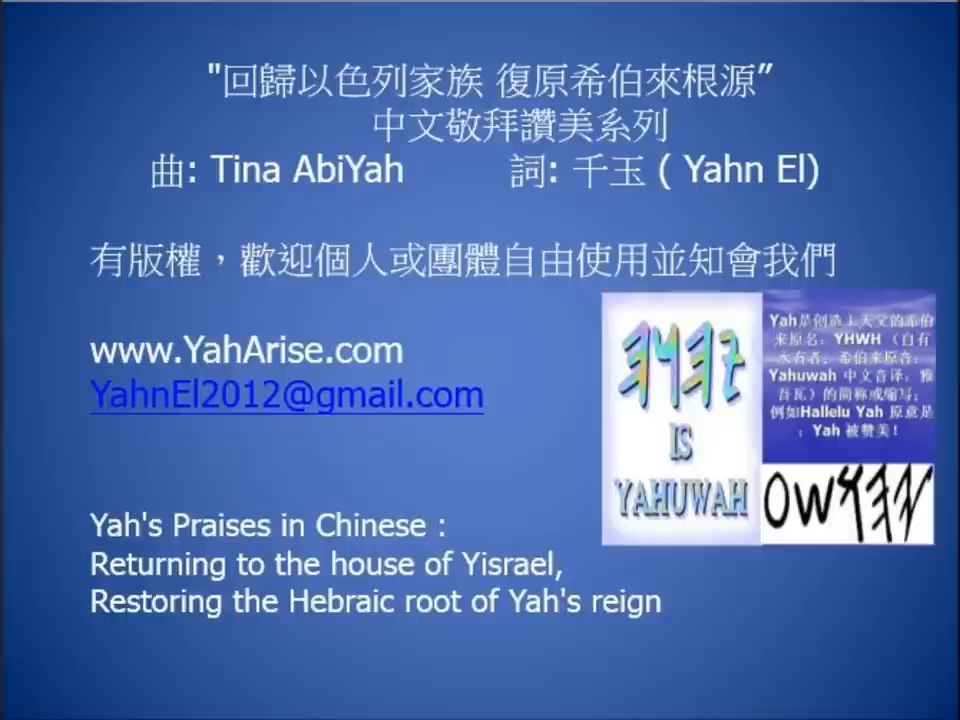 "回歸以色列家族 復原希伯來根源”
中文敬拜讚美系列
曲: Tina AbiYah 詞: 千玉 ( Yahn El)
有版權，歡迎個人或團體自由使用並知會我們
www.YahArise.com
YahnEl2012@gmail.com
𐤉𐤄𐤅𐤄
IS
YAHUWAH
Yah是创造上天父的希伯
来原名：YHWH（自有
永有者；希伯来原音：
Yahuwah 中文音译：雅
吾瓦）的简称或缩写；
例如Hallelu Yah 原意是
：Yah 被赞美！
Yah's Praises in Chinese :
Returning to the house of Yisrael,
Restoring the Hebraic root of Yah's reign